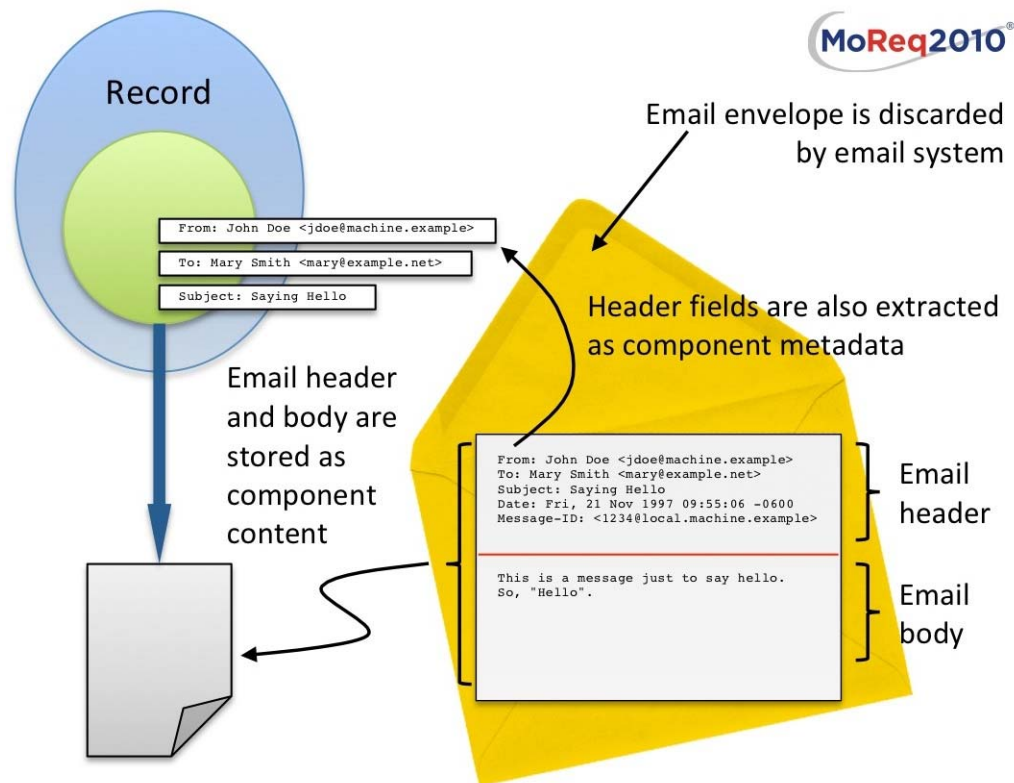 MoReq2010®
Record
Email envelope is discarded
by email system
From: John Doe <jdoe@machine.example>
To: Mary Smith <mary@example.net>
Subject: Saying Hello
Header fields are also extracted
as component metadata
Email header
and body are
stored as
component
content
From: John Doe <jdoe@machine.example>
To: Mary Smith <mary@example.net>
Subject: Saying Hello
Date: Fri, 21 Nov 1997 09:55:06 -0600
Message-ID: <1234@local.machine.example>
Email
header
This is a message just to say hello.
So, "Hello".
Email
body